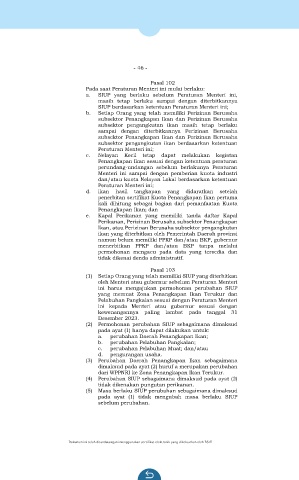 - 96 -
Pasal 102
Pada saat Peraturan Menteri ini mulai berlaku:
a. SIUP yang berlaku sebelum Peraturan Menteri ini,
masih tetap berlaku sampai dengan diterbitkannya
SIUP berdasarkan ketentuan Peraturan Menteri ini;
b. Setiap Orang yang telah memiliki Perizinan Berusaha
subsektor Penangkapan Ikan dan Perizinan Berusaha
subsektor pengangkutan ikan masih tetap berlaku
sampai dengan diterbitkannya Perizinan Berusaha
subsektor Penangkapan Ikan dan Perizinan Berusaha
subsektor pengangkutan ikan berdasarkan ketentuan
Peraturan Menteri ini;
c. Nelayan Kecil tetap dapat melakukan kegiatan
Penangkapan Ikan sesuai dengan ketentuan peraturan
perundang-undangan sebelum berlakunya Peraturan
Menteri ini sampai dengan pemberian kuota industri
dan/atau kuota Nelayan Lokal berdasarkan ketentuan
Peraturan Menteri ini;
d. ikan hasil tangkapan yang didaratkan setelah
penerbitan sertifikat Kuota Penangkapan Ikan pertama
kali dihitung sebagai bagian dari pemanfaatan Kuota
Penangkapan Ikan; dan
e. Kapal Perikanan yang memiliki tanda daftar Kapal
Perikanan, Perizinan Berusaha subsektor Penangkapan
Ikan, atau Perizinan Berusaha subsektor pengangkutan
ikan yang diterbitkan oleh Pemerintah Daerah provinsi
namun belum memiliki PPKP dan/atau BKP, gubernur
menerbitkan PPKP dan/atau BKP tanpa melalui
permohonan mengacu pada data yang tersedia dan
tidak dikenai denda administratif.
Pasal 103
(1) Setiap Orang yang telah memiliki SIUP yang diterbitkan
oleh Menteri atau gubernur sebelum Peraturan Menteri
ini harus mengajukan permohonan perubahan SIUP
yang memuat Zona Penangkapan Ikan Terukur dan
Pelabuhan Pangkalan sesuai dengan Peraturan Menteri
ini kepada Menteri atau gubernur sesuai dengan
kewenangannya paling lambat pada tanggal 31
Desember 2023.
(2) Permohonan perubahan SIUP sebagaimana dimaksud
pada ayat (1) hanya dapat dilakukan untuk:
a. perubahan Daerah Penangkapan Ikan;
b. perubahan Pelabuhan Pangkalan;
c. perubahan Pelabuhan Muat; dan/atau
d. pengurangan usaha.
(3) Perubahan Daerah Penangkapan Ikan sebagaimana
dimaksud pada ayat (2) huruf a merupakan perubahan
dari WPPNRI ke Zona Penangkapan Ikan Terukur.
(4) Perubahan SIUP sebagaimana dimaksud pada ayat (3)
tidak dikenakan pungutan perikanan.
(5) Masa berlaku SIUP perubahan sebagaimana dimaksud
pada ayat (1) tidak mengubah masa berlaku SIUP
sebelum perubahan.